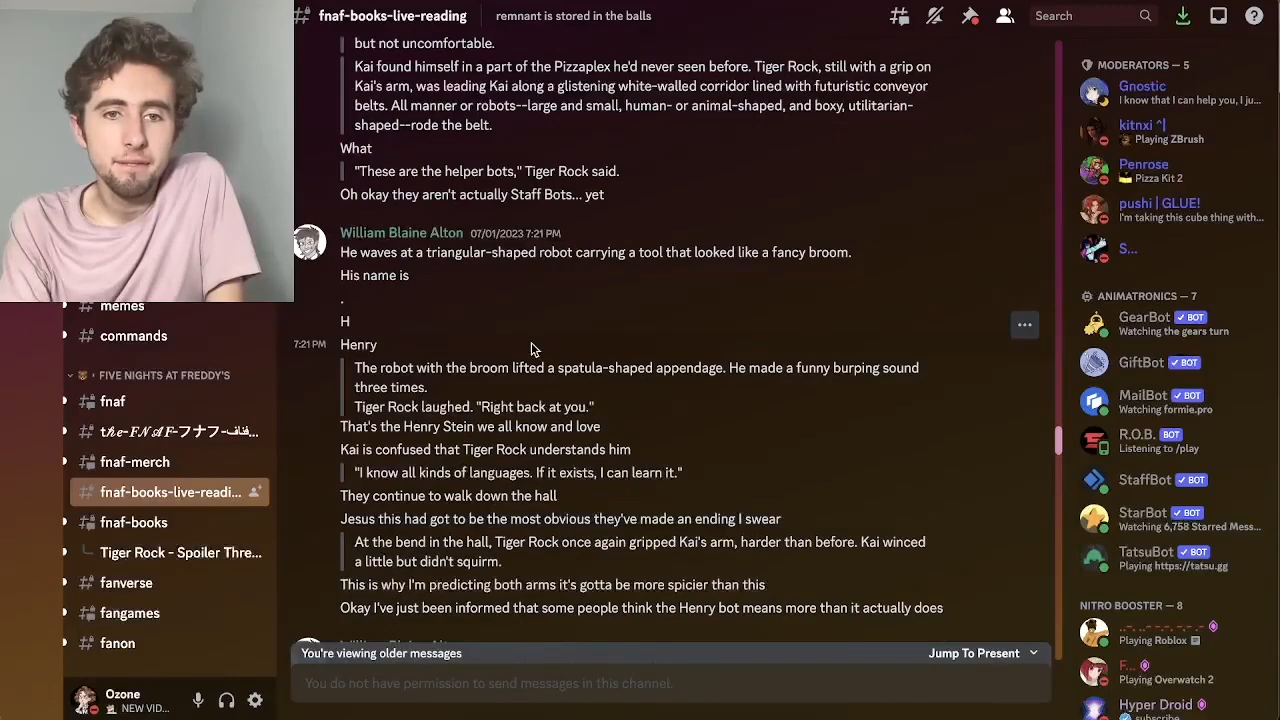 fnaf-books-live-reading
remnant is stored in the balls
Search
but not uncomfortable.
Kai found himself in a part of the Pizzaplex he'd never seen before. Tiger Rock, still with a grip on
Kai's arm, was leading Kai along a glistening white-walled corridor lined with futuristic conveyor
belts. All manner or robots--large and small, human- or animal-shaped, and boxy, utilitarian-
shaped--rode the belt.
What
"These are the helper bots," Tiger Rock said.
Oh okay they aren't actually Staff Bots... yet
William Blaine Alton 07/01/2023 7:21 PM
He waves at a triangular-shaped robot carrying a tool that looked like a fancy broom.
His name is
.
H
7:21 PM Henry
The robot with the broom lifted a spatula-shaped appendage. He made a funny burping sound
three times.
Tiger Rock laughed. "Right back at you."
That's the Henry Stein we all know and love
Kai is confused that Tiger Rock understands him
"I know all kinds of languages. If it exists, I can learn it."
They continue to walk down the hall
Jesus this had got to be the most obvious they've made an ending I swear
At the bend in the hall, Tiger Rock once again gripped Kai's arm, harder than before. Kai winced
a little but didn't squirm.
This is why I'm predicting both arms it's gotta be more spicier than this
Okay I've just been informed that some people think the Henry bot means more than it actually does
You're viewing older messages
Jump To Present
You do not have permission to send messages in this channel.
memes
commands
FIVE NIGHTS AT FREDDY'S
fnaf
fnaf-merch
fnaf-books-live-readi...
fnaf-books
Tiger Rock - Spoiler Thre...
fanverse
fangames
fanon
Ozone
NEW VID...
MODERATORS — 5
Gnostic
I know that I can help you, I ju...
kitnxi ^|
Playing ZBrush
Penrose
Pizza Kit 2
pushi | GLUE!
I'm taking this cube thing with...
S...
ANIMATRONICS — 7
GearBot ✓ BOT
Watching the gears turn
GiftBot ✓ BOT
MailBot ✓ BOT
Watching formie.pro
R.O.B. BOT
Listening to /play
StaffBot ✓ BOT
StarBot ✓ BOT
Watching 6,758 Starred Mess...
TatsuBot ✓ BOT
Playing https://tatsu.gg
NITRO BOOSTER — 8
Playing Roblox
F...
Playing Overwatch 2
Hyper Droid
subscribe